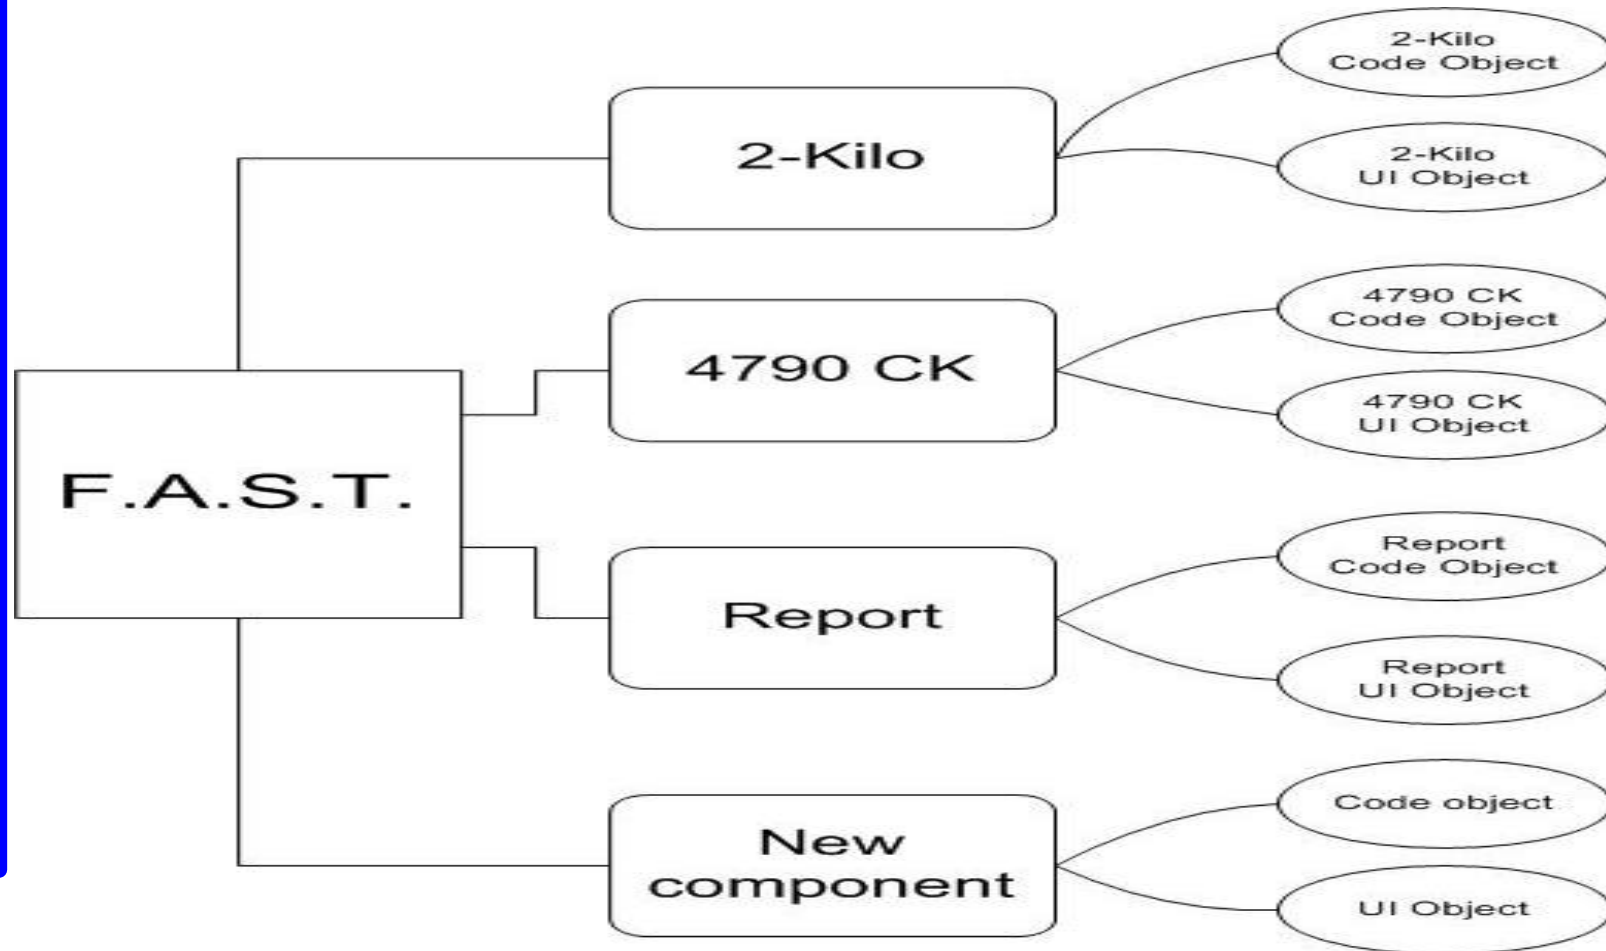 2-Kilo
Code Object
2-Kilo
2-Kilo
UI Object
4790 CK
Code Object
4790 CK
4790 CK
UI Object
F.A.S.T.
Report
Code Object
Report
Report
UI Object
New
component
Code object
UI Object